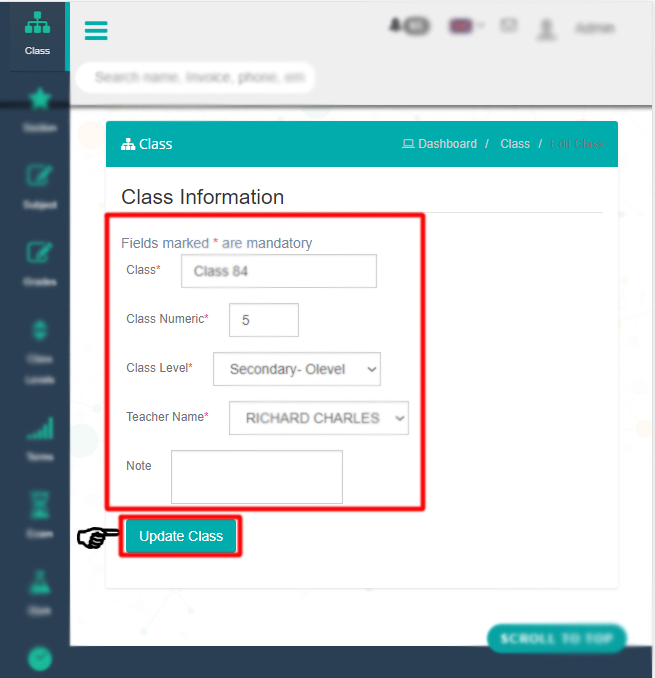 Class
Admin
Search name, Invoice, phone, em
Section
Subject
Grades
Class
Levels
Terms
Exam
Class
Dashboard / Class / Edit Class
Class Information
Fields marked * are mandatory
Class* Class 84
Class Numeric* 5
Class Level* Secondary- Olevel
Teacher Name* RICHARD CHARLES
Note
Update Class
SCROLL TO TOP